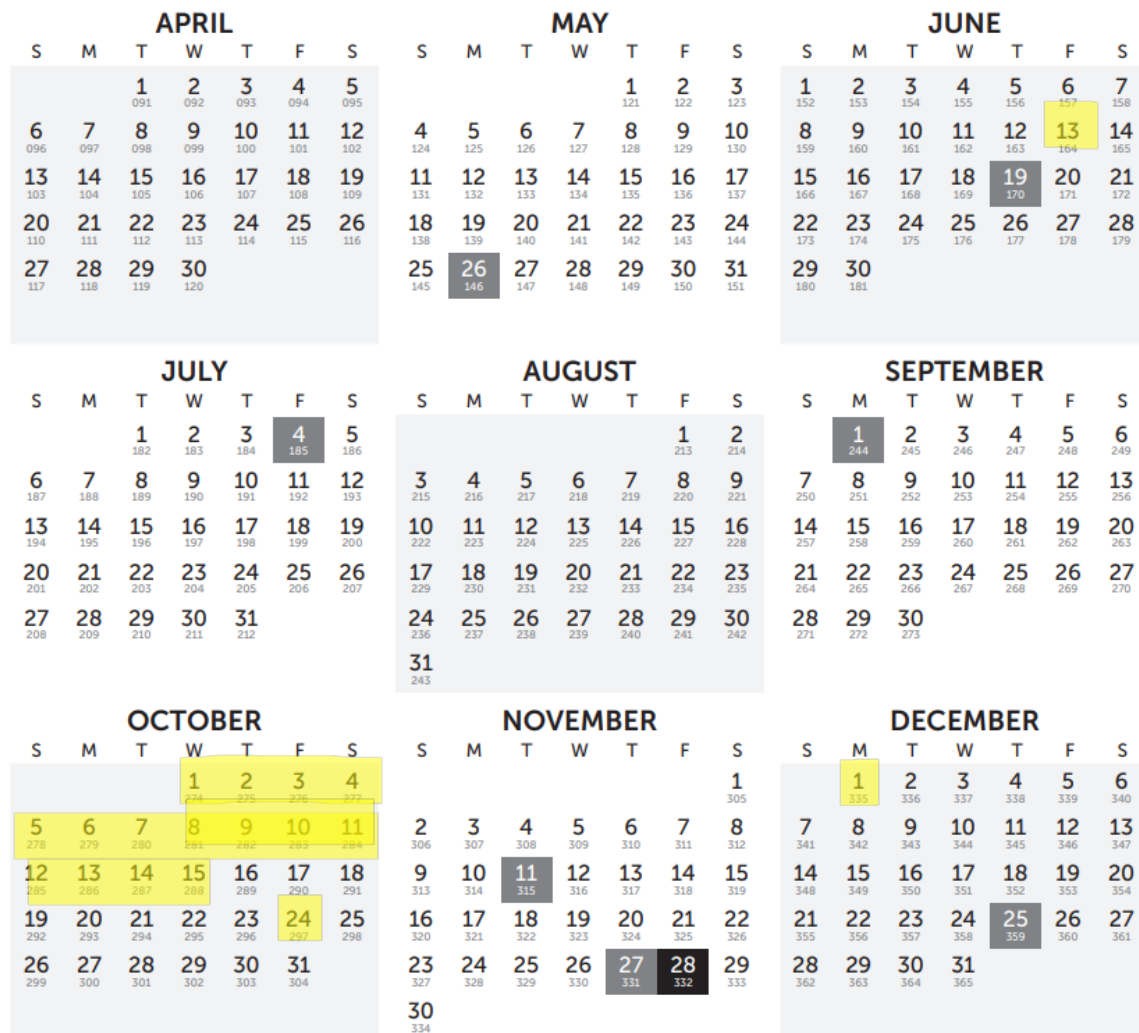 APRIL MAY JUNE
S M T W T F S S M T W T F S S M T W T F S
1 2 3 4 5 1 2 3 1 2 3 4 5 6 7
091 092 093 094 095 121 122 123 152 153 154 155 156 157 158
6 7 8 9 10 11 12 4 5 6 7 8 9 10 8 9 10 11 12 13 14
096 097 098 099 100 101 102 124 125 126 127 128 129 130 159 160 161 162 163 164 165
13 14 15 16 17 18 19 11 12 13 14 15 16 17 15 16 17 18 19 20 21
103 104 105 106 107 108 109 131 132 133 134 135 136 137 166 167 168 169 170 171 172
20 21 22 23 24 25 26 18 19 20 21 22 23 24 22 23 24 25 26 27 28
110 111 112 113 114 115 116 138 139 140 141 142 143 144 173 174 175 176 177 178 179
27 28 29 30 25 26 27 28 29 30 31 29 30
117 118 119 120 145 146 147 148 149 150 151 180 181
JULY AUGUST SEPTEMBER
S M T W T F S S M T W T F S S M T W T F S
1 2 3 4 5 1 2 1 2 3 4 5 6
182 183 184 185 186 213 214 244 245 246 247 248 249
6 7 8 9 10 11 12 3 4 5 6 7 8 9 7 8 9 10 11 12 13
187 188 189 190 191 192 193 215 216 217 218 219 220 221 250 251 252 253 254 255 256
13 14 15 16 17 18 19 10 11 12 13 14 15 16 14 15 16 17 18 19 20
194 195 196 197 198 199 200 222 223 224 225 226 227 228 257 258 259 260 261 262 263
20 21 22 23 24 25 26 17 18 19 20 21 22 23 21 22 23 24 25 26 27
201 202 203 204 205 206 207 229 230 231 232 233 234 235 264 265 266 267 268 269 270
27 28 29 30 31 24 25 26 27 28 29 30 28 29 30
208 209 210 211 212 236 237 238 239 240 241 242 271 272 273
31
243
OCTOBER NOVEMBER DECEMBER
S M T W T F S S M T W T F S S M T W T F S
1 2 3 4 1 1 2 3 4 5 6
274 275 276 277 305 335 336 337 338 339 340
5 6 7 8 9 10 11 2 3 4 5 6 7 8 7 8 9 10 11 12 13
278 279 280 281 282 283 284 306 307 308 309 310 311 312 341 342 343 344 345 346 347
12 13 14 15 16 17 18 9 10 11 12 13 14 15 14 15 16 17 18 19 20
285 286 287 288 289 290 291 313 314 315 316 317 318 319 348 349 350 351 352 353 354
19 20 21 22 23 24 25 16 17 18 19 20 21 22 21 22 23 24 25 26 27
292 293 294 295 296 297 298 320 321 322 323 324 325 326 355 356 357 358 359 360 361
26 27 28 29 30 31 23 24 25 26 27 28 29 28 29 30 31
299 300 301 302 303 304 327 328 329 330 331 332 333 362 363 364 365
30
334